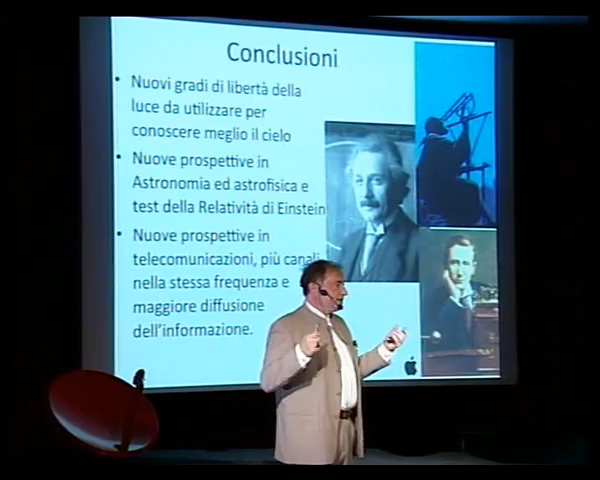 Conclusioni
• Nuovi gradi di libertà della
luce da utilizzare per
conoscere meglio il cielo
• Nuove prospettive in
Astronomia ed astrofisica e
test della Relatività di Einstein
• Nuove prospettive in
telecomunicazioni, più canali
nella stessa frequenza e
maggiore diffusione
dell'informazione.